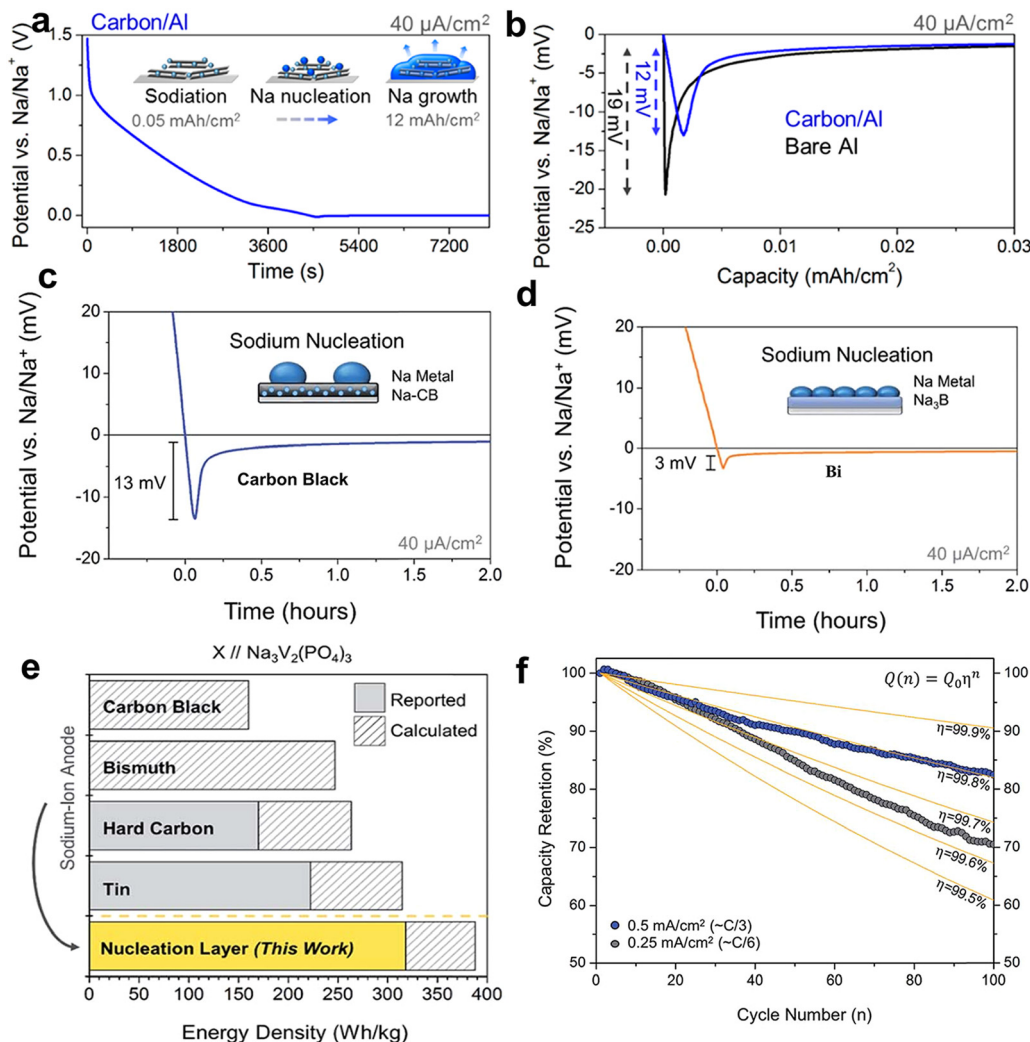 a
Carbon/Al
40 μA/cm²
Potential vs. Na/Na⁺ (V)
1.5
1.0
0.5
0.0
Sodiation
Na nucleation
Na growth
0.05 mAh/cm²
12 mAh/cm²
0
1800
3600
5400
7200
Time (s)
b
40 μA/cm²
Potential vs. Na/Na⁺ (mV)
0
-5
-10
-15
-20
-25
19 mV
12 mV
Carbon/Al
Bare Al
0.00
0.01
0.02
0.03
Capacity (mAh/cm²)
c
Potential vs. Na/Na⁺ (mV)
20
10
0
-10
-20
Sodium Nucleation
Na Metal
Na-CB
13 mV
Carbon Black
40 μA/cm²
0.0
0.5
1.0
1.5
2.0
Time (hours)
d
Potential vs. Na/Na⁺ (mV)
20
10
0
-10
-20
Sodium Nucleation
Na Metal
Na₃B
3 mV
Bi
40 μA/cm²
0.0
0.5
1.0
1.5
2.0
Time (hours)
e
X // Na₃V₂(PO₄)₃
Sodium-Ion Anode
Carbon Black
Bismuth
Hard Carbon
Tin
Nucleation Layer (This Work)
Reported
Calculated
0
100
200
300
400
Energy Density (Wh/kg)
f
Capacity Retention (%)
100
90
80
70
60
50
Q(n) = Q₀ηⁿ
η=99.9%
η=99.8%
η=99.7%
η=99.6%
η=99.5%
100
90
80
70
60
50
0.5 mA/cm² (~C/3)
0.25 mA/cm² (~C/6)
0
20
40
60
80
100
Cycle Number (n)